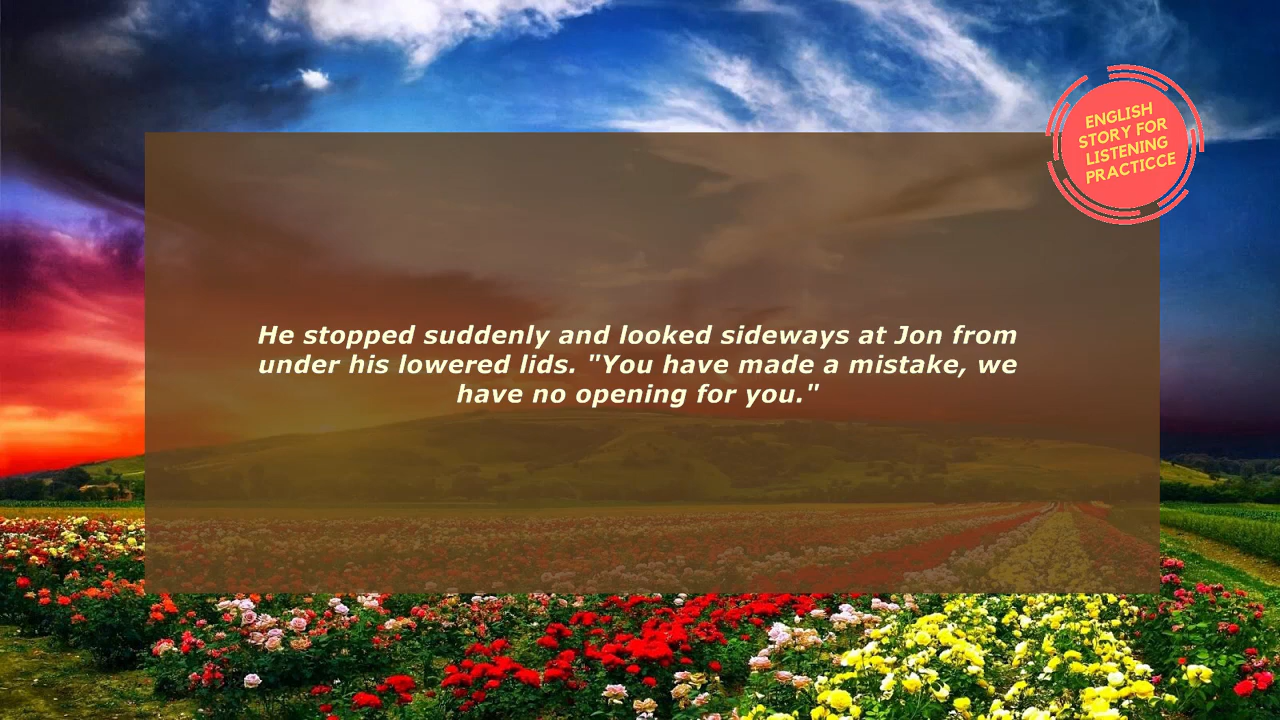 ENGLISH
STORY FOR
LISTENING
PRACTICCE
He stopped suddenly and looked sideways at Jon from
under his lowered lids. "You have made a mistake, we
have no opening for you."